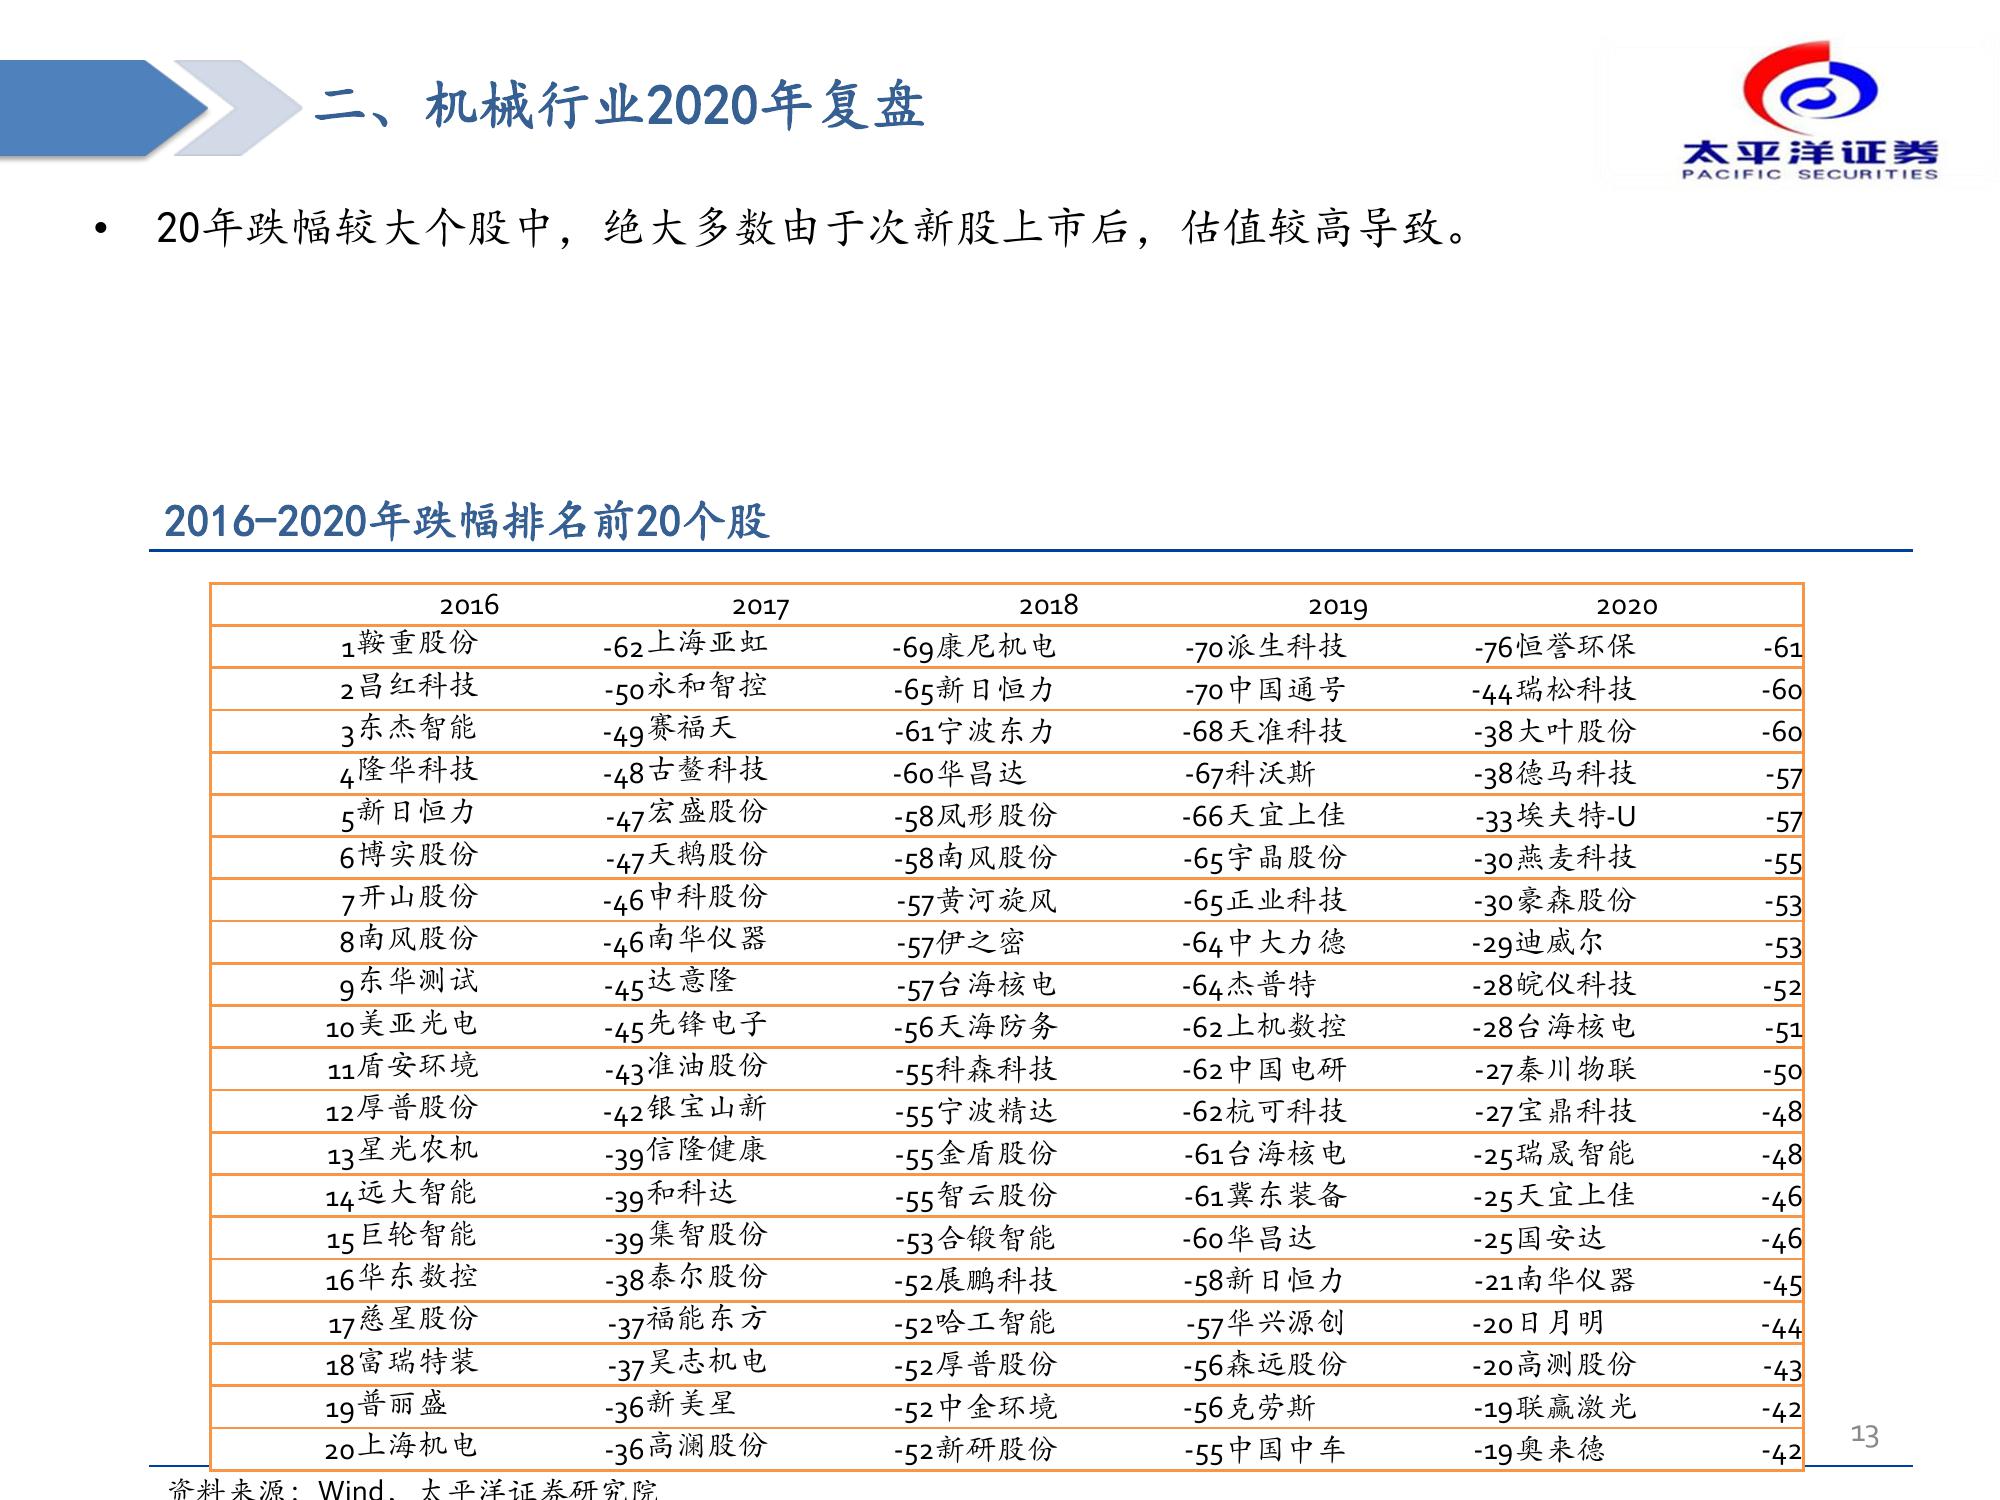 二、机械行业2020年复盘
太平洋证券
PACIFIC SECURITIES
• 20年跌幅较大个股中，绝大多数由于次新股上市后，估值较高导致。
2016-2020年跌幅排名前20个股
2016 2017 2018 2019 2020
1 鞍重股份 -62 上海亚虹 -69 康尼机电 -70 派生科技 -76 恒誉环保 -61
2 昌红科技 -50 永和智控 -65 新日恒力 -70 中国通号 -44 瑞松科技 -60
3 东杰智能 -49 赛福天 -61 宁波东力 -68 天准科技 -38 大叶股份 -60
4 隆华科技 -48 古鳌科技 -60 华昌达 -67 科沃斯 -38 德马科技 -57
5 新日恒力 -47 宏盛股份 -58 凤形股份 -66 天宜上佳 -33 埃夫特-U -57
6 博实股份 -47 天鹅股份 -58 南风股份 -65 宇晶股份 -30 燕麦科技 -55
7 开山股份 -46 申科股份 -57 黄河旋风 -65 正业科技 -30 豪森股份 -53
8 南风股份 -46 南华仪器 -57 伊之密 -64 中大力德 -29 迪威尔 -53
9 东华测试 -45 达意隆 -57 台海核电 -64 杰普特 -28 皖仪科技 -52
10 美亚光电 -45 先锋电子 -56 天海防务 -62 上机数控 -28 台海核电 -51
11 盾安环境 -43 准油股份 -55 科森科技 -62 中国电研 -27 秦川物联 -50
12 厚普股份 -42 银宝山新 -55 宁波精达 -62 杭可科技 -27 宝鼎科技 -48
13 星光农机 -39 信隆健康 -55 金盾股份 -61 台海核电 -25 瑞晟智能 -48
14 远大智能 -39 和科达 -55 智云股份 -61 冀东装备 -25 天宜上佳 -46
15 巨轮智能 -39 集智股份 -53 合锻智能 -60 华昌达 -25 国安达 -46
16 华东数控 -38 泰尔股份 -52 展鹏科技 -58 新日恒力 -21 南华仪器 -45
17 慈星股份 -37 福能东方 -52 哈工智能 -57 华兴源创 -20 日月明 -44
18 富瑞特装 -37 昊志机电 -52 厚普股份 -56 森远股份 -20 高测股份 -43
19 普丽盛 -36 新美星 -52 中金环境 -56 克劳斯 -19 联赢激光 -42
20 上海机电 -36 高澜股份 -52 新研股份 -55 中国中车 -19 奥来德 -42
13
资料来源：Wind，太平洋证券研究院